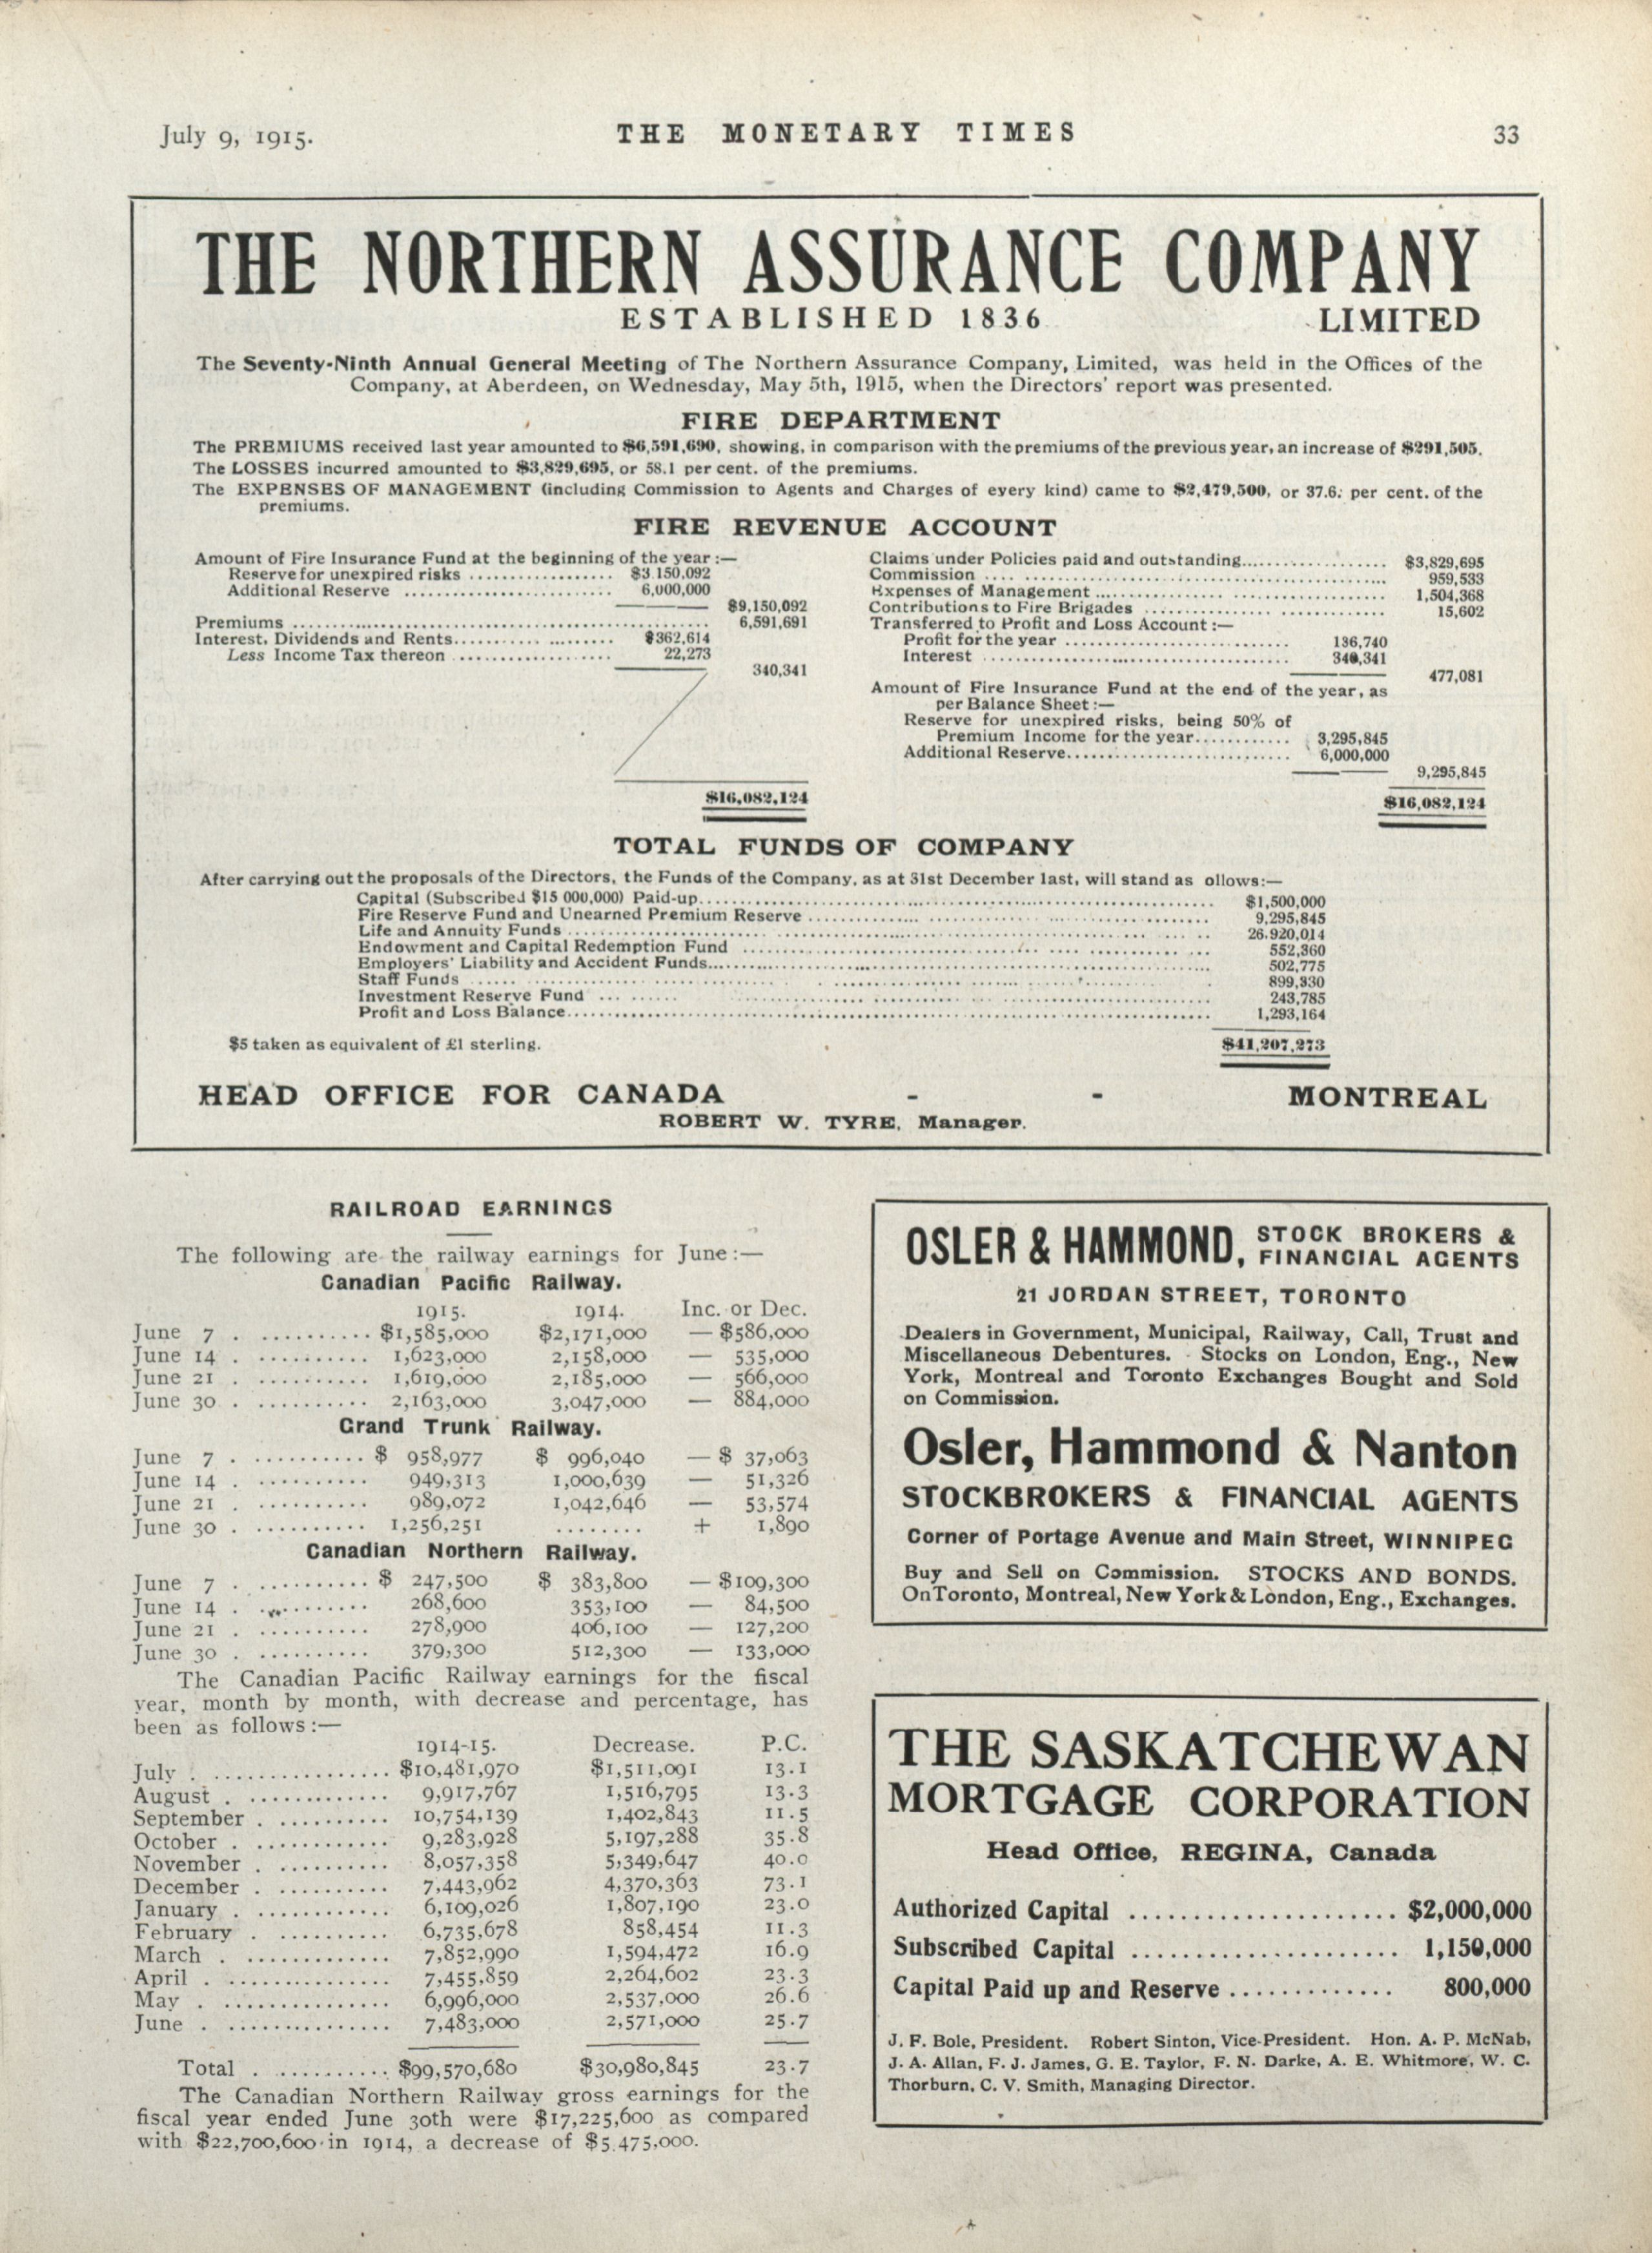 July 9, 1915.
THE MONETARY TIMES
33
THE NORTHERN ASSURANCE COMPANY
ESTABLISHED 1836 LIMITED
The Seventy-Ninth Annual General Meeting of The Northern Assurance Company, Limited, was held in the Offices of the
Company, at Aberdeen, on Wednesday, May 5th, 1915, when the Directors' report was presented.
FIRE DEPARTMENT
The PREMIUMS received last year amounted to $6,591,690, showing, in comparison with the premiums of the previous year, an increase of $291,505.
The LOSSES incurred amounted to $3,829,695, or 58.1 per cent. of the premiums.
The EXPENSES OF MANAGEMENT (including Commission to Agents and Charges of every kind) came to $2,479,500, or 37.6. per cent. of the
premiums.
FIRE REVENUE ACCOUNT
Amount of Fire Insurance Fund at the beginning of the year :—
Reserve for unexpired risks .................. $3.150,092
Additional Reserve .......................... 6,000,000
$9,150,092
Premiums .................................................... 6,591,691
Interest, Dividends and Rents........... ......... $362,614
Less Income Tax thereon .................... 22,273
340,341
$16,082,124
Claims under Policies paid and outstanding.................... $3,829,695
Commission .... ............................................. 959,533
Expenses of Management ... ................................ 1,504,368
Contributions to Fire Brigades ................. ............. 15,602
Transferred to Profit and Loss Account :—
Profit for the year ............................. 136,740
Interest ........................................ 340,341
477,081
Amount of Fire Insurance Fund at the end of the year, as
per Balance Sheet :—
Reserve for unexpired risks, being 50% of
Premium Income for the year............ 3,295,845
Additional Reserve............................. 6,000,000
9,295,845
$16,082,124
TOTAL FUNDS OF COMPANY
After carrying out the proposals of the Directors, the Funds of the Company, as at 31st December last, will stand as ollows:—
Capital (Subscribed $15 000,000) Paid-up.................................................... $1,500,000
Fire Reserve Fund and Unearned Premium Reserve ........................................ 9,295,845
Life and Annuity Funds ................................................................ 26.920,014
Endowment and Capital Redemption Fund ................................................ 552,360
Employers' Liability and Accident Funds................................................. 502,775
Staff Funds ...... .................................................................... 899,330
Investment Reserve Fund ... ...... .................................................... 243,785
Profit and Loss Balance................................................................. 1,293,164
$5 taken as equivalent of £1 sterling. $41,207,273
HEAD OFFICE FOR CANADA - - MONTREAL
ROBERT W. TYRE, Manager.
RAILROAD EARNINGS
The following are the railway earnings for June :—
Canadian Pacific Railway.
1915. 1914. Inc. or Dec.
June 7 . .......... $1,585,000 $2,171,000 — $586,000
June 14 . .......... 1,623,000 2,158,000 — 535,000
June 21 . .......... 1,619,000 2,185,000 — 566,000
June 30 . .......... 2,163,000 3,047,000 — 884,000
Grand Trunk Railway.
June 7 . .......... $ 958,977 $ 996,040 — $ 37,063
June 14 . .......... 949,313 1,000,639 — 51,326
June 21 . .......... 989,072 1,042,646 — 53,574
June 30 . .......... 1,256,251 ........ + 1,890
Canadian Northern Railway.
June 7 . .......... $ 247,500 $ 383,800 — $109,300
June 14 . .......... 268,600 353,100 — 84,500
June 21 . .......... 278,900 406,100 — 127,200
June 30 . .......... 379,300 512,300 — 133,000
The Canadian Pacific Railway earnings for the fiscal
year, month by month, with decrease and percentage, has
been as follows :—
1914-15. Decrease. P.C.
July . ................ $10,481,970 $1,511,091 13.1
August . ............. 9,917,767 1,516,795 13.3
September . .......... 10,754,139 1,402,843 11.5
October . ............ 9,283,928 5,197,288 35.8
November . .......... 8,057,358 5,349,647 40.0
December . .......... 7,443,962 4,370,363 73.1
January . ............ 6,109,026 1,807,190 23.0
February . .......... 6,735,678 858,454 11.3
March . ............. 7,852,990 1,594,472 16.9
April . ............... 7,455,859 2,264,602 23.3
May . ............... 6,996,000 2,537,000 26.6
June . ............... 7,483,000 2,571,000 25.7
Total . .......... $99,570,680 $30,980,845 23.7
The Canadian Northern Railway gross earnings for the
fiscal year ended June 30th were $17,225,600 as compared
with $22,700,600 in 1914, a decrease of $5,475,000.
OSLER & HAMMOND, STOCK BROKERS &
FINANCIAL AGENTS
21 JORDAN STREET, TORONTO
Dealers in Government, Municipal, Railway, Call, Trust and
Miscellaneous Debentures. Stocks on London, Eng., New
York, Montreal and Toronto Exchanges Bought and Sold
on Commission.
Osler, Hammond & Nanton
STOCKBROKERS & FINANCIAL AGENTS
Corner of Portage Avenue and Main Street, WINNIPEG
Buy and Sell on Commission. STOCKS AND BONDS.
On Toronto, Montreal, New York & London, Eng., Exchanges.
THE SASKATCHEWAN
MORTGAGE CORPORATION
Head Office, REGINA, Canada
Authorized Capital ..................... $2,000,000
Subscribed Capital ..................... 1,150,000
Capital Paid up and Reserve ............. 800,000
J. F. Bole, President. Robert Sinton, Vice-President. Hon. A. P. McNab,
J. A. Allan, F. J. James, G. E. Taylor, F. N. Darke, A. E. Whitmore, W. C.
Thorburn, C. V. Smith, Managing Director.